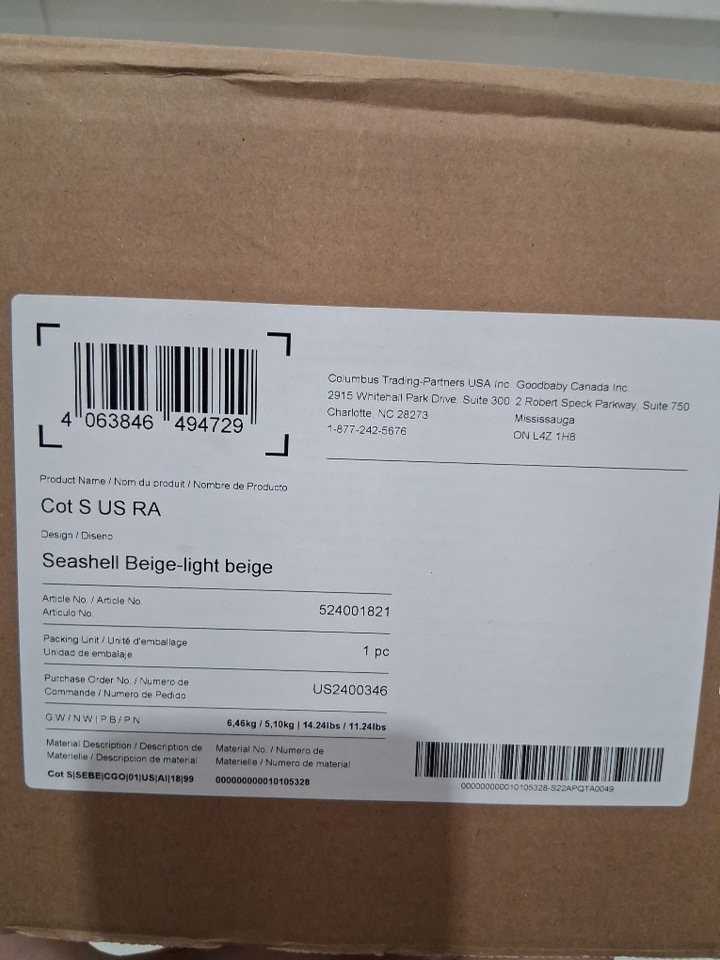 4 063846 494729
Columbus Trading-Partners USA Inc.
2915 Whitehall Park Drive Suite 300
Charlotte, NC 28273
1-877-242-5676
Goodbaby Canada Inc.
2 Robert Speck Parkway, Suite 750
Mississauga
ON L4Z 1H8
Product Name / Nom du produit / Nombre de Producto
Cot S US RA
Design / Diseno
Seashell Beige-light beige
Article No. / Article No.
Articulo No.
524001821
Packing Unit / Unité d'emballage
Unidad de embalaje
1 pc
Purchase Order No. / Numero de
Commande / Numero de Pedido
US2400346
GW/NW|PB/PN
6,46kg / 5,10kg | 14.24lbs / 11.24lbs
Material Description / Description de
Materielle / Descripcion de material
Cot S|SEBE|CGO|01|US|AI|18|99
Material No. / Numero de
Materielle / Numero de material
000000000010105328
000000000010105328-S22APQTA0049